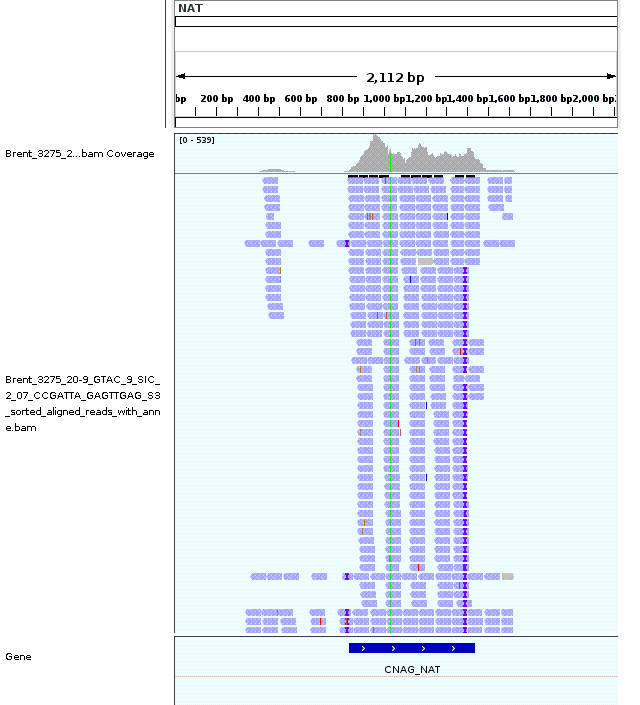 NAT
2,112 bp
bp 200 bp 400 bp 600 bp 800 bp 1,000 bp 1,200 bp 1,400 bp 1,600 bp 1,800 bp 2,000 bp
[0 - 539]
Brent_3275_2...bam Coverage
Brent_3275_20-9_GTAC_9_SIC_
2_07_CCGATTA_GAGTTGAG_S3
_sorted_aligned_reads_with_ann
e.bam
Gene
CNAG_NAT